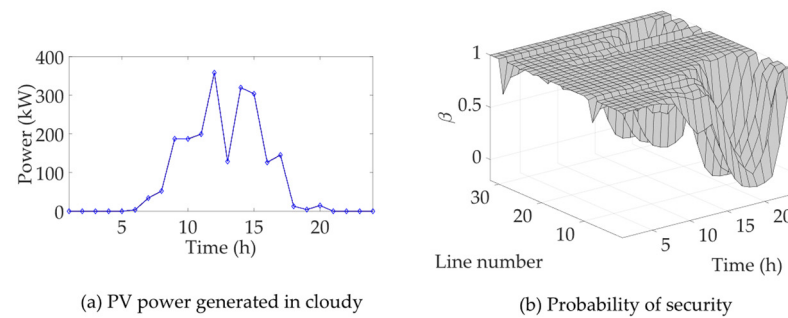 400
300
200
100
0
Power (kW)
5
10
15
20
Time (h)
(a) PV power generated in cloudy
1
0.5
0
β
30
20
10
Line number
5
10
15
20
Time (h)
(b) Probability of security